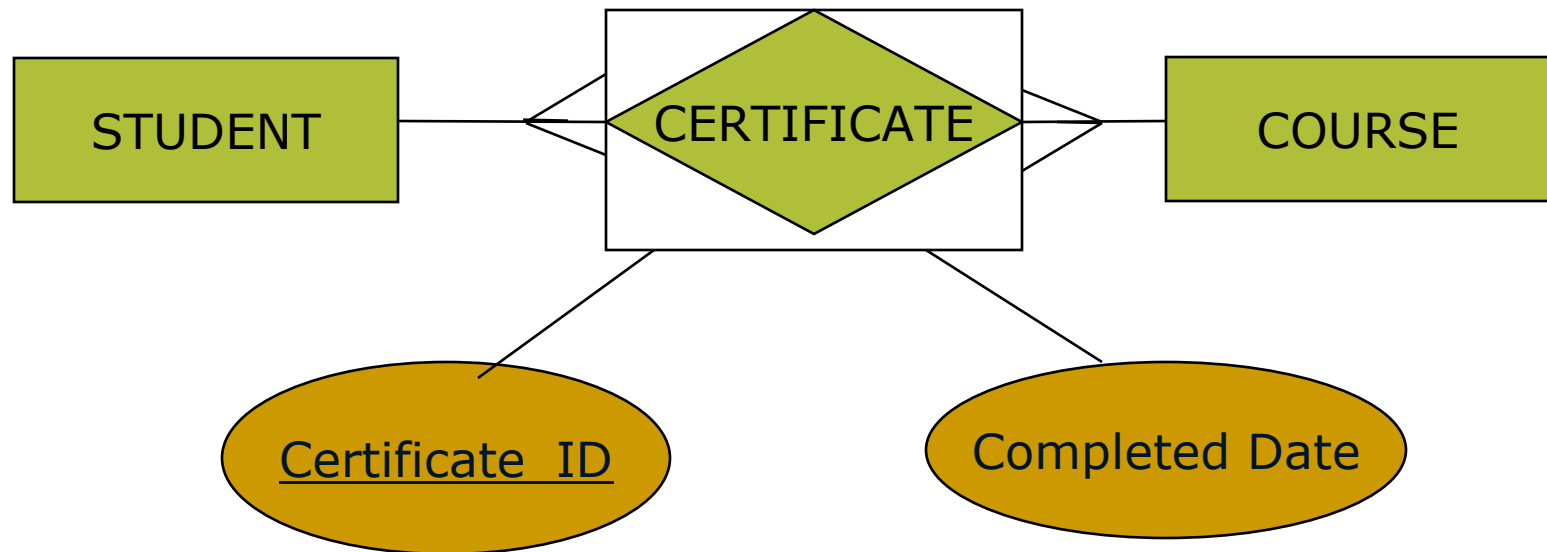 STUDENT
CERTIFICATE
COURSE
Certificate_ID
Completed Date